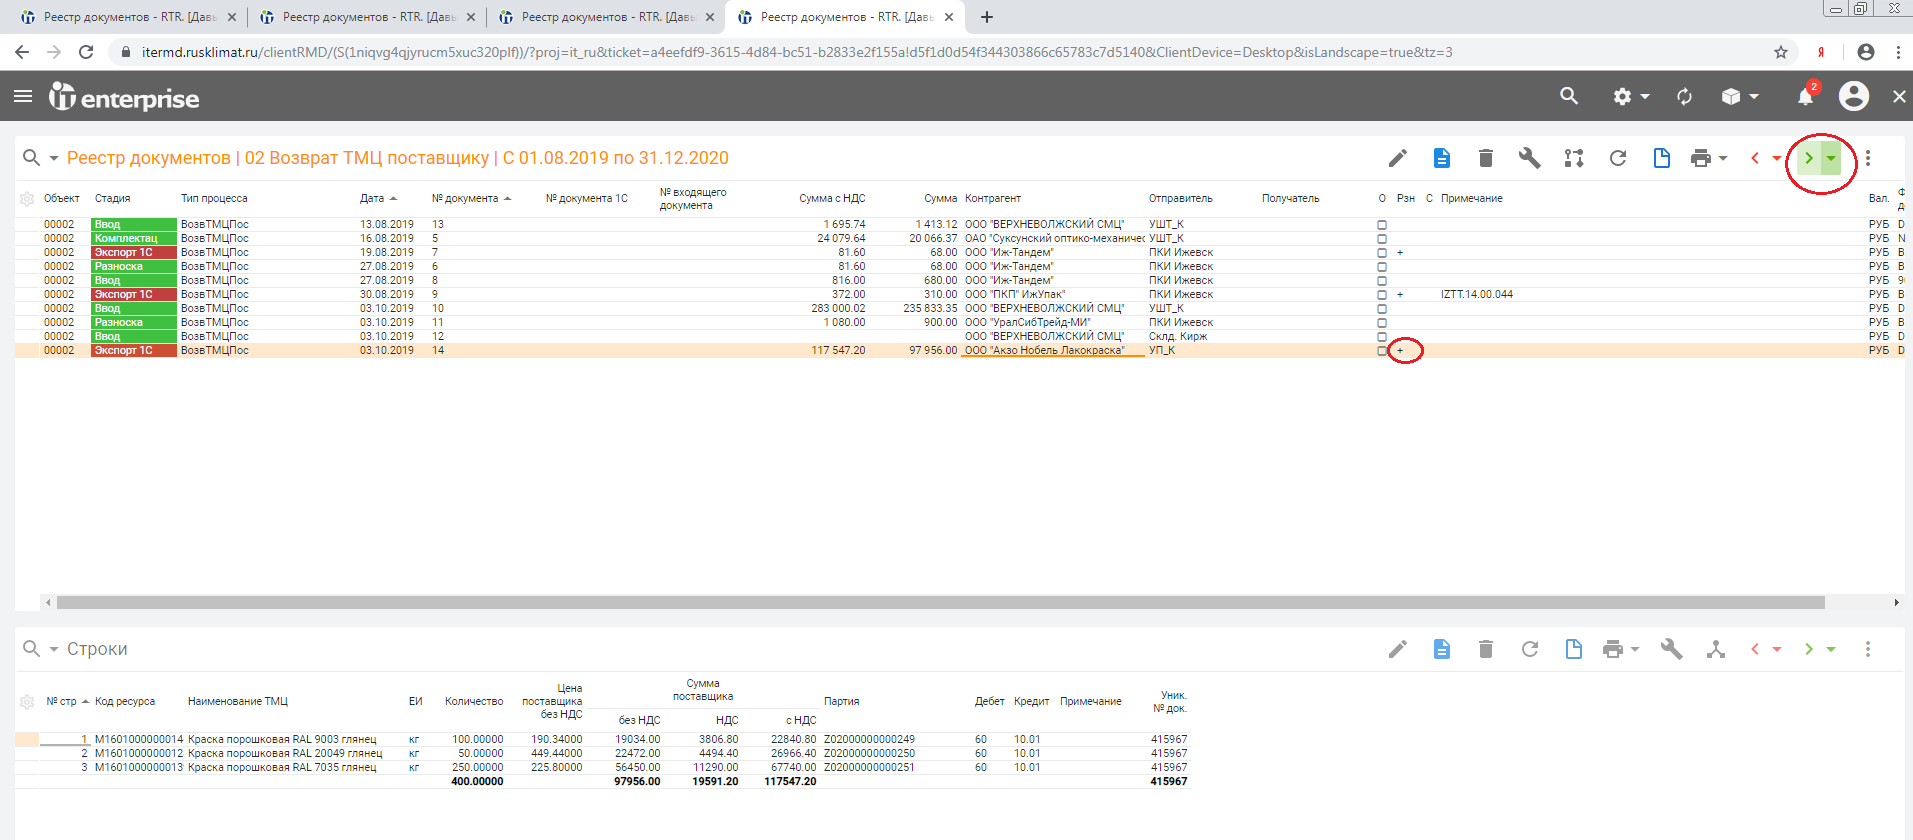 Реестр документов - RTR. [Давы
Реестр документов - RTR. [Давы
Реестр документов - RTR. [Давы
Реестр документов - RTR. [Давы
itermd.rusklimat.ru/clientRMD/(S(1niqvg4qjyrucm5xuc320plf))/?proj=it_ru&ticket=a4eefdf9-3615-4d84-bc51-b2833e2f155a!d5f1d0d54f344303866c65783c7d5140&ClientDevice=Desktop&isLandscape=true&tz=3
Я
it enterprise
2
Реестр документов | 02 Возврат ТМЦ поставщику | С 01.08.2019 по 31.12.2020
Объект Стадия Тип процесса Дата № документа № документа 1С № входящего документа Сумма с НДС Сумма Контрагент Отправитель Получатель О Рзн С Примечание Вал. Ф д
00002 Ввод ВозвТМЦПос 13.08.2019 13 1 695.74 1 413.12 ООО "ВЕРХНЕВОЛЖСКИЙ СМЦ" УШТ_К РУБ D
00002 Комплектац ВозвТМЦПос 16.08.2019 5 24 079.64 20 066.37 ОАО "Суксунский оптико-механичес УШТ_К РУБ N
00002 Экспорт 1С ВозвТМЦПос 19.08.2019 7 81.60 68.00 ООО "Иж-Тандем" ПКИ Ижевск + РУБ В
00002 Разноска ВозвТМЦПос 27.08.2019 6 81.60 68.00 ООО "Иж-Тандем" ПКИ Ижевск РУБ В
00002 Ввод ВозвТМЦПос 27.08.2019 8 816.00 680.00 ООО "Иж-Тандем" ПКИ Ижевск РУБ 9
00002 Экспорт 1С ВозвТМЦПос 30.08.2019 9 372.00 310.00 ООО "ПКП" ИжУпак" ПКИ Ижевск + IZTT.14.00.044 РУБ В
00002 Ввод ВозвТМЦПос 03.10.2019 10 283 000.02 235 833.35 ООО "ВЕРХНЕВОЛЖСКИЙ СМЦ" УШТ_К РУБ D
00002 Разноска ВозвТМЦПос 03.10.2019 11 1 080.00 900.00 ООО "УралСибТрейд-МИ" ПКИ Ижевск РУБ В
00002 Ввод ВозвТМЦПос 03.10.2019 12 ООО "ВЕРХНЕВОЛЖСКИЙ СМЦ" Склд. Кирж РУБ D
00002 Экспорт 1С ВозвТМЦПос 03.10.2019 14 117 547.20 97 956.00 ООО "Акзо Нобель Лакокраска" УП_К + РУБ D
Строки
№ стр Код ресурса Наименование ТМЦ ЕИ Количество Цена поставщика без НДС Сумма поставщика Партия Дебет Кредит Примечание Уник. № док.
без НДС НДС с НДС
1 М1601000000014 Краска порошковая RAL 9003 глянец кг 100.00000 190.34000 19034.00 3806.80 22840.80 Z02000000000249 60 10.01 415967
2 М1601000000012 Краска порошковая RAL 20049 глянец кг 50.00000 449.44000 22472.00 4494.40 26966.40 Z02000000000250 60 10.01 415967
3 М1601000000013 Краска порошковая RAL 7035 глянец кг 250.00000 225.80000 56450.00 11290.00 67740.00 Z02000000000251 60 10.01 415967
400.00000 97956.00 19591.20 117547.20 415967